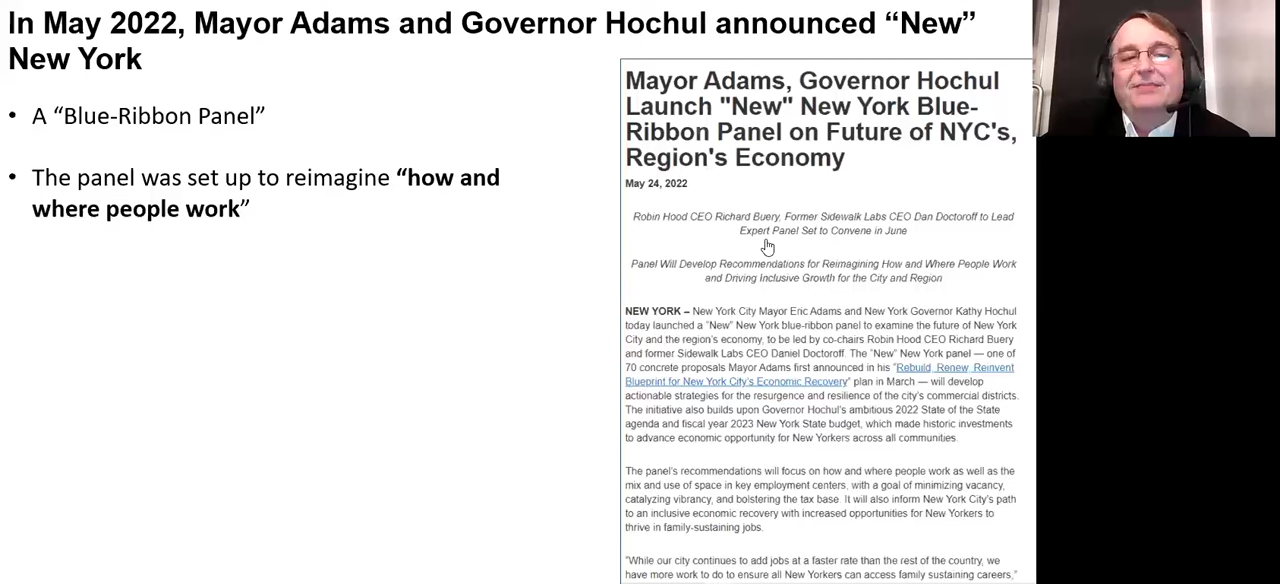 In May 2022, Mayor Adams and Governor Hochul announced “New”
New York
• A “Blue-Ribbon Panel”
• The panel was set up to reimagine “how and
where people work”
Mayor Adams, Governor Hochul
Launch "New" New York Blue-
Ribbon Panel on Future of NYC's,
Region's Economy
May 24, 2022
Robin Hood CEO Richard Buery, Former Sidewalk Labs CEO Dan Doctoroff to Lead
Expert Panel Set to Convene in June
Panel Will Develop Recommendations for Reimagining How and Where People Work
and Driving Inclusive Growth for the City and Region
NEW YORK – New York City Mayor Eric Adams and New York Governor Kathy Hochul
today launched a “New” New York blue-ribbon panel to examine the future of New York
City and the region’s economy, to be led by co-chairs Robin Hood CEO Richard Buery
and former Sidewalk Labs CEO Daniel Doctoroff. The “New” New York panel — one of
70 concrete proposals Mayor Adams first announced in his “Rebuild, Renew, Reinvent
Blueprint for New York City’s Economic Recovery” plan in March — will develop
actionable strategies for the resurgence and resilience of the city’s commercial districts.
The initiative also builds upon Governor Hochul’s ambitious 2022 State of the State
agenda and fiscal year 2023 New York State budget, which made historic investments
to advance economic opportunity for New Yorkers across all communities.
The panel’s recommendations will focus on how and where people work as well as the
mix and use of space in key employment centers, with a goal of minimizing vacancy,
catalyzing vibrancy, and bolstering the tax base. It will also inform New York City’s path
to an inclusive economic recovery with increased opportunities for New Yorkers to
thrive in family-sustaining jobs.
“While our city continues to add jobs at a faster rate than the rest of the country, we
have more work to do to ensure all New Yorkers can access family sustaining careers,”